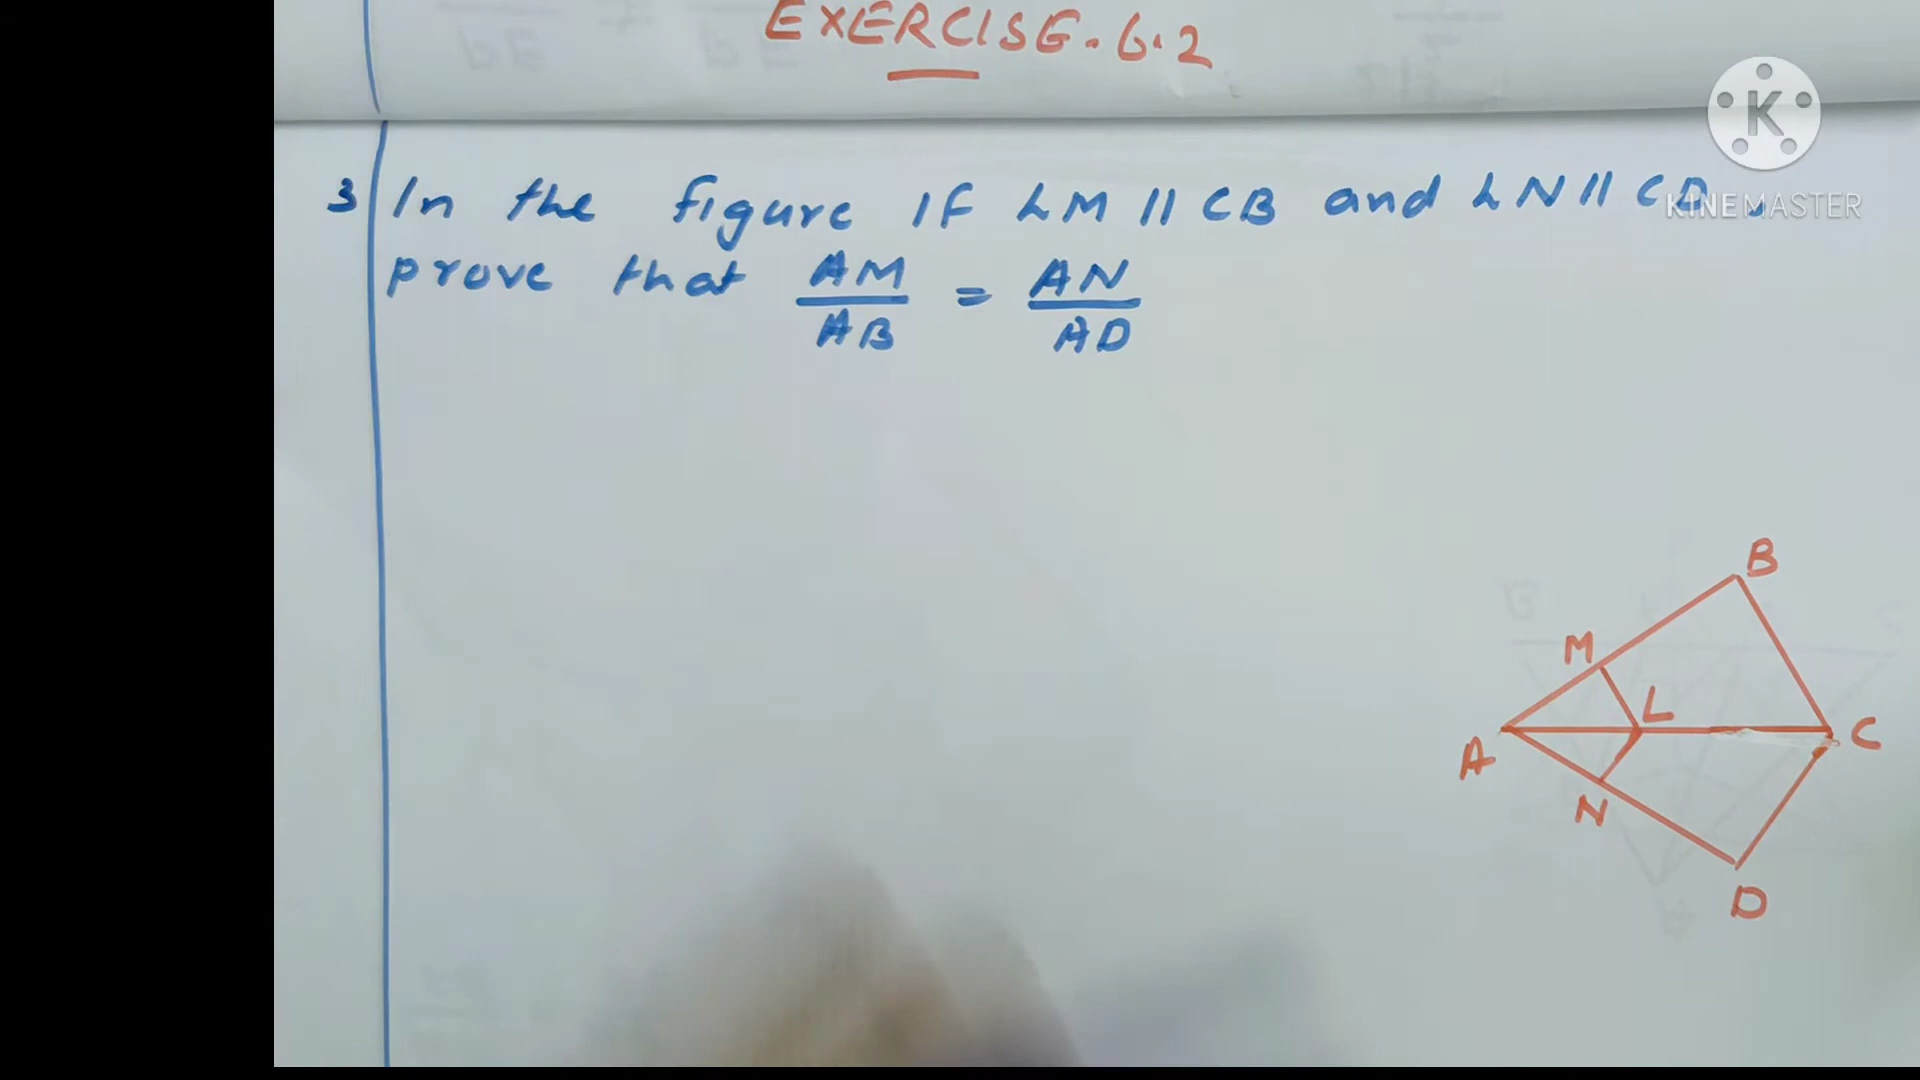 EXERCISE. 6.2
K
3 In the figure IF LM || CB and LN || CD,
KINEMASTER
prove that AM/AB = AN/AD
B
M
L
A
C
N
D